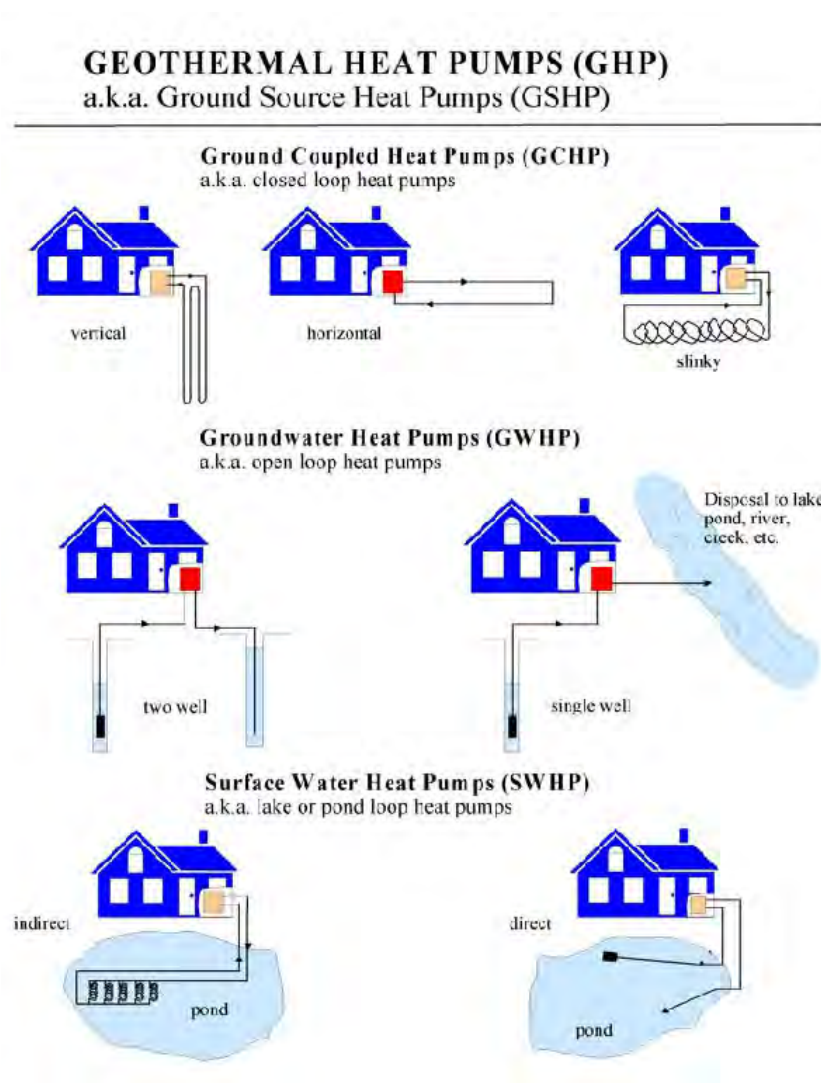 GEOTHERMAL HEAT PUMPS (GHP)
a.k.a. Ground Source Heat Pumps (GSHP)
Ground Coupled Heat Pumps (GCHP)
a.k.a. closed loop heat pumps
vertical
horizontal
slinky
Groundwater Heat Pumps (GWHP)
a.k.a. open loop heat pumps
Disposal to lake
pond, river,
creek, etc.
two well
single well
Surface Water Heat Pumps (SWHP)
a.k.a. lake or pond loop heat pumps
indirect
direct
pond
pond